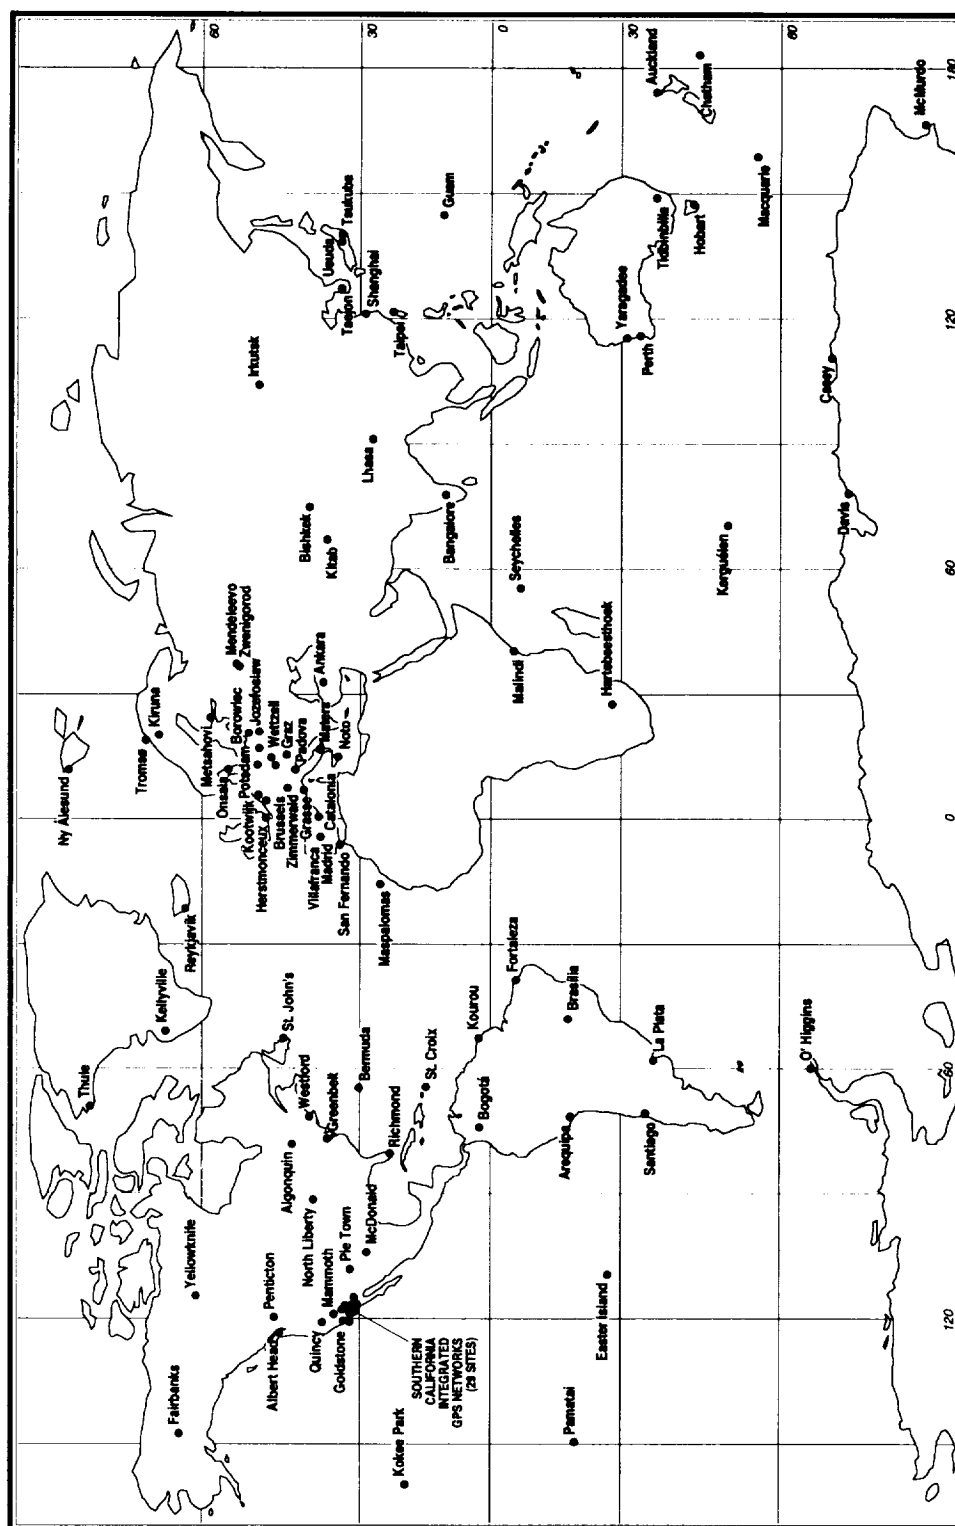 Thule
Ny Ålesund
Fairbanks
Yellowknife
Kellyville
Reykjavik
Tromsø
Kiruna
Metsahovi
Onsala
Mendeleevo
Zwenigorod
Potsdam
Borowiec
Jozefoslaw
Kootwijk
Herstmonceux
Brussels
Wettzell
Zimmerwald
Graz
Padova
Grasse
Matera
Villafranca
Catalonia
Madrid
San Fernando
Noto
Ankara
Maspalomas
Irkutsk
Bishkek
Kitab
Lhasa
Usuda
Tsukuba
Taejon
Shanghai
Taipei
Guam
Penticton
Albert Head
St. John's
Algonquin
Westford
Greenbelt
North Liberty
Quincy
Mammoth
Goldstone
Pie Town
McDonald
Bermuda
Richmond
SOUTHERN
CALIFORNIA
INTEGRATED
GPS NETWORKS
(29 SITES)
Kokee Park
St. Croix
Kourou
Bogotá
Fortaleza
Bangalore
Seychelles
Malindi
Pamatai
Easter Island
Arequipa
Brasilia
Santiago
La Plata
Hartebeesthoek
Yaragadee
Perth
Tidbinbilla
Hobart
Auckland
Chatham
Kerguélen
Macquarie
O' Higgins
Davis
Casey
McMurdo
60
30
0
30
60
120
60
0
60
120
180